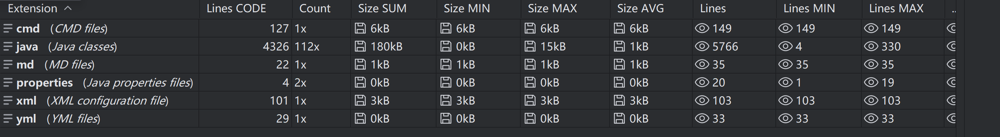 Extension Lines CODE Count Size SUM Size MIN Size MAX Size AVG Lines Lines MIN Lines MAX ..
cmd (CMD files) 127 1x 6kB 6kB 6kB 6kB 149 149 149
java (Java classes) 4326 112x 180kB 0kB 15kB 1kB 5766 4 330
md (MD files) 22 1x 1kB 1kB 1kB 1kB 35 35 35
properties (Java properties files) 4 2x 0kB 0kB 0kB 0kB 20 1 19
xml (XML configuration file) 101 1x 3kB 3kB 3kB 3kB 103 103 103
yml (YML files) 29 1x 0kB 0kB 0kB 0kB 33 33 33